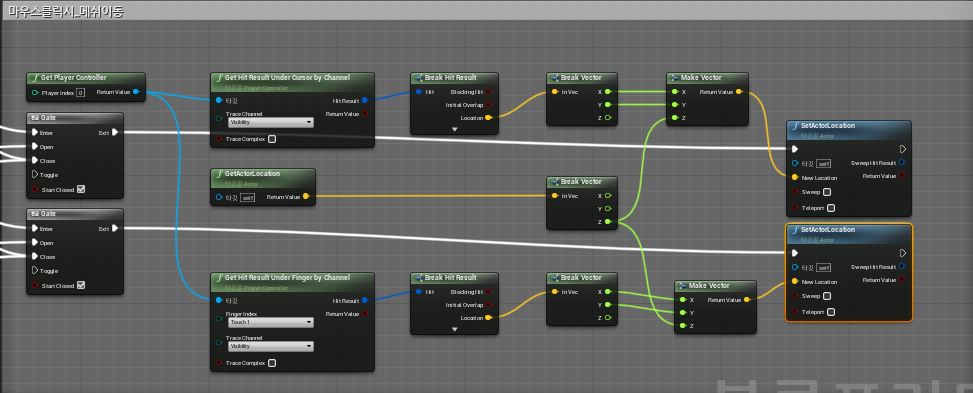 마우스클릭시_메쉬이동
Get Player Controller
Player Index 0
Return Value
Gate
Enter
Exit
Open
Close
Toggle
Start Closed
Gate
Enter
Exit
Open
Close
Toggle
Start Closed
Get Hit Result Under Cursor by Channel
타깃은 Player Controller
타깃
Hit Result
Trace Channel
Return Value
Visibility
Trace Complex
GetActorLocation
타깃은 Actor
타깃 self
Return Value
Get Hit Result Under Finger by Channel
타깃은 Player Controller
타깃
Hit Result
Finger Index
Return Value
Touch 1
Trace Channel
Visibility
Trace Complex
Break Hit Result
Hit
Blocking Hit
Initial Overlap
Location
Break Hit Result
Hit
Blocking Hit
Initial Overlap
Location
Break Vector
In Vec
X
Y
Z
Break Vector
In Vec
X
Y
Z
Break Vector
In Vec
X
Y
Z
Make Vector
X
Return Value
Y
Z
Make Vector
X
Return Value
Y
Z
SetActorLocation
타깃은 Actor
타깃 self
Sweep Hit Result
New Location
Return Value
Sweep
Teleport
SetActorLocation
타깃은 Actor
타깃 self
Sweep Hit Result
New Location
Return Value
Sweep
Teleport